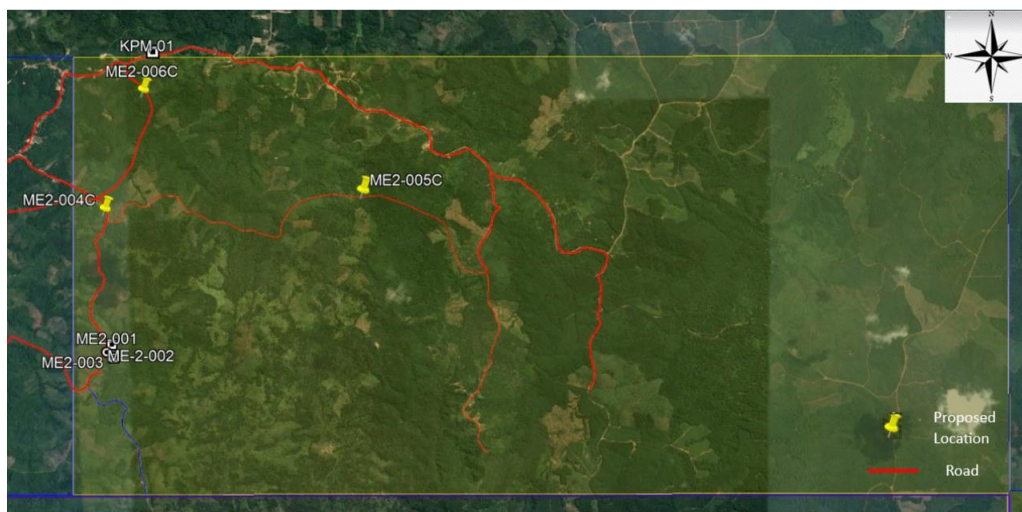 N
W
E
S
KPM-01
ME2-006C
ME2-005C
ME2-004C
ME2-001
ME-2-002
ME2-003
Proposed
Location
Road